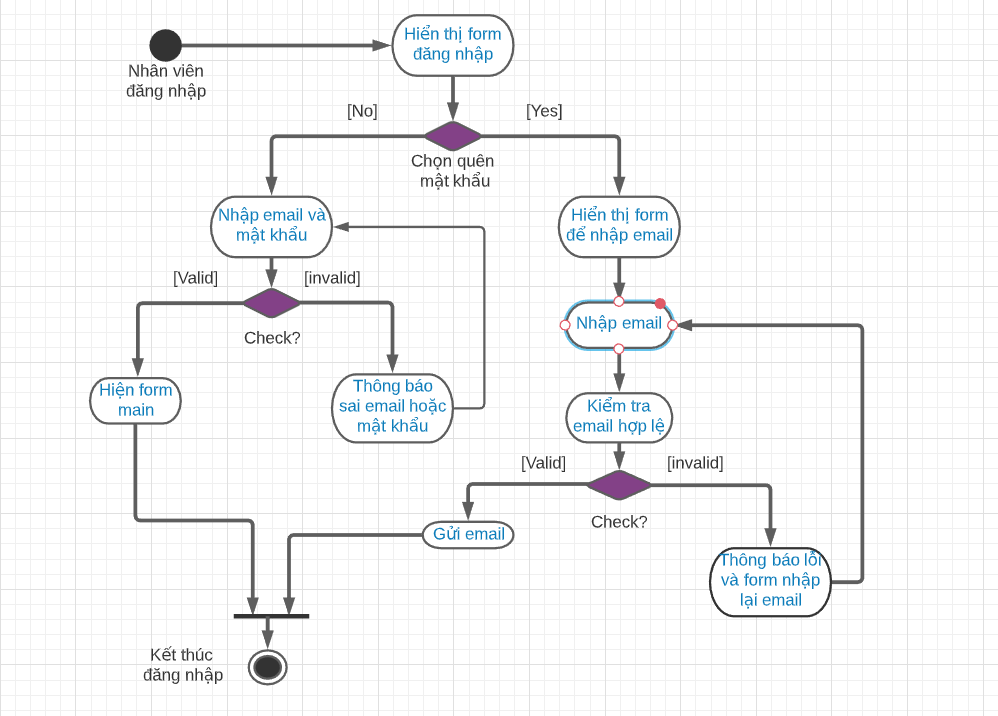 Hiển thị form
đăng nhập
Nhân viên
đăng nhập
[No]
[Yes]
Chọn quên
mật khẩu
Nhập email và
mật khẩu
Hiển thị form
để nhập email
[Valid]
[invalid]
Check?
Nhập email
Hiện form
main
Thông báo
sai email hoặc
mật khẩu
Kiểm tra
email hợp lệ
[Valid]
[invalid]
Check?
Gửi email
Thông báo lỗi
và form nhập
lại email
Kết thúc
đăng nhập